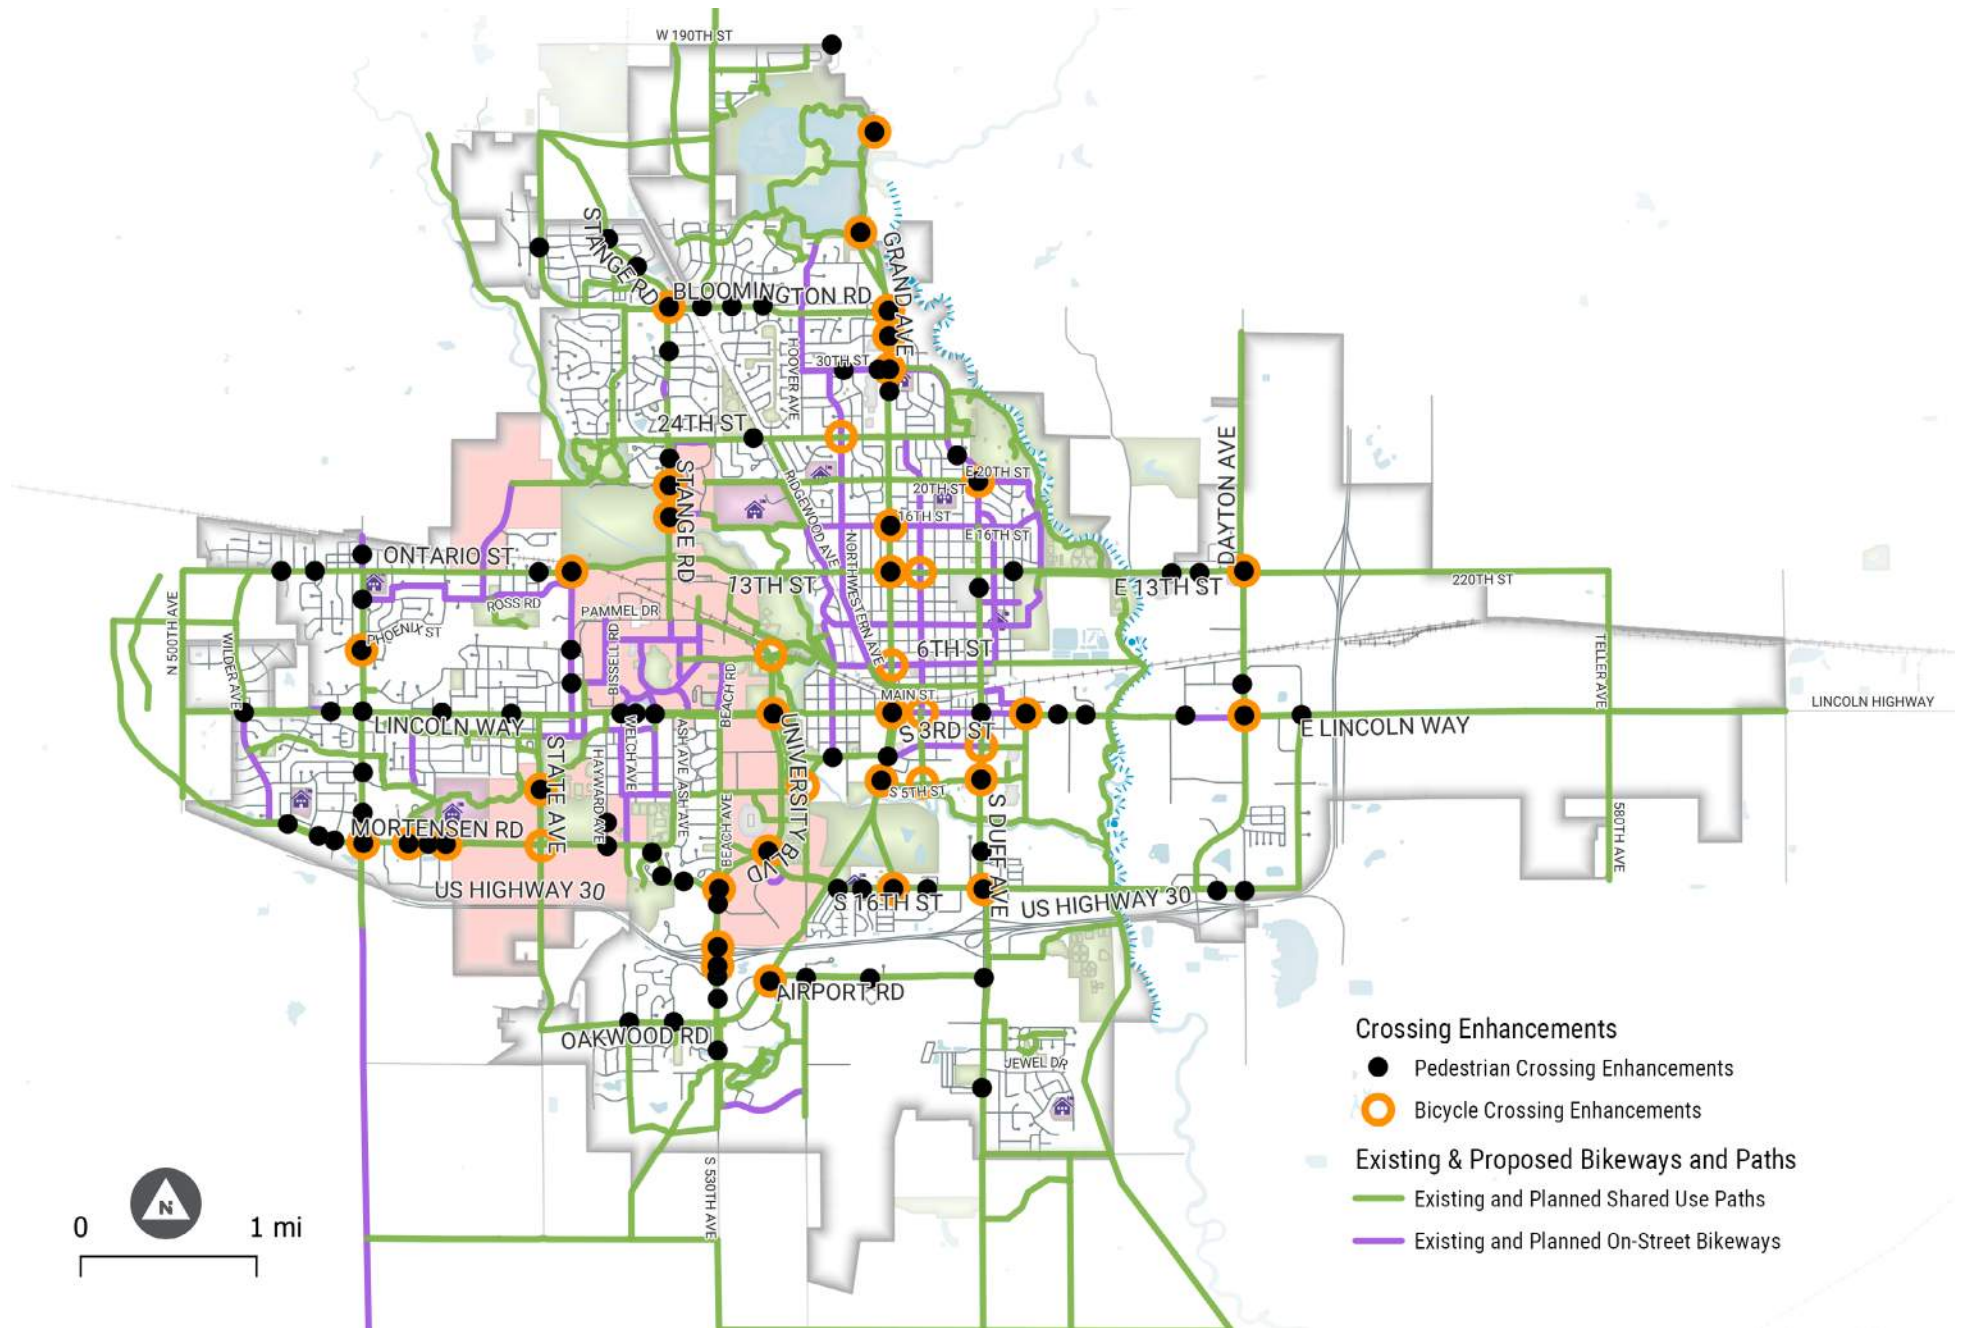 W 190TH ST
STANGE RD
GRAND AVE
BLOOMINGTON RD
HOOVER AVE
30TH ST
24TH ST
STANGE RD
RIDGEWOOD AVE
E 20TH ST
20TH ST
DAYTON AVE
16TH ST
E 16TH ST
NORTHWESTERN AVE
ONTARIO ST
13TH ST
E 13TH ST
220TH ST
ROSS RD
PAMMEL DR
N 500TH AVE
WILDER AVE
PHOENIX ST
BISSELL RD
BEACH RD
6TH ST
TELLER AVE
MAIN ST
LINCOLN HIGHWAY
LINCOLN WAY
WELCH AVE
ASH AVE
UNIVERSITY BLVD
S 3RD ST
E LINCOLN WAY
STATE AVE
HAYWARD AVE
ASH AVE
BEACH AVE
S 5TH ST
S DUFF AVE
580TH AVE
MORTENSEN RD
US HIGHWAY 30
S 16TH ST
US HIGHWAY 30
AIRPORT RD
OAKWOOD RD
JEWEL DR
S 530TH AVE
Crossing Enhancements
Pedestrian Crossing Enhancements
Bicycle Crossing Enhancements
Existing & Proposed Bikeways and Paths
Existing and Planned Shared Use Paths
Existing and Planned On-Street Bikeways
N
0 1 mi